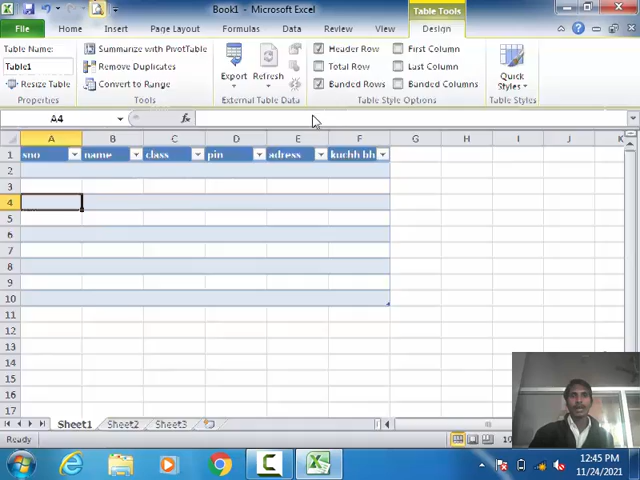 Book1 - Microsoft Excel
Table Tools
File Home Insert Page Layout Formulas Data Review View Design
Table Name:
Table1
Resize Table
Properties
Summarize with PivotTable
Remove Duplicates
Convert to Range
Tools
Export Refresh
External Table Data
Header Row First Column
Total Row Last Column
Banded Rows Banded Columns
Table Style Options
Quick Styles
Table Styles
A4 fx
A B C D E F G H I J K
1 sno name class pin adress kuchh bh
2
3
4
5
6
7
8
9
10
11
12
13
14
15
16
17
Sheet1 Sheet2 Sheet3
Ready 10
12:45 PM
11/24/2021